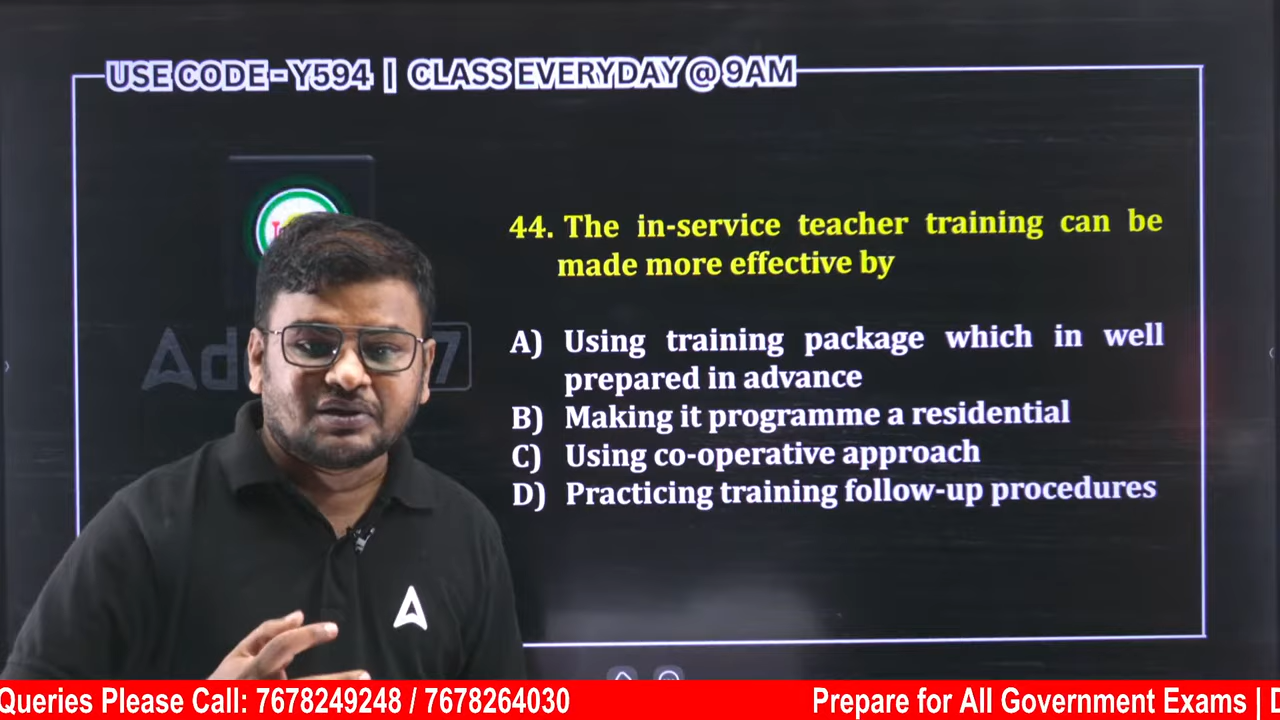 USE CODE - Y594 | CLASS EVERYDAY @ 9AM
44. The in-service teacher training can be
made more effective by
A) Using training package which in well
prepared in advance
B) Making it programme a residential
C) Using co-operative approach
D) Practicing training follow-up procedures
Queries Please Call: 7678249248 / 7678264030
Prepare for All Government Exams |